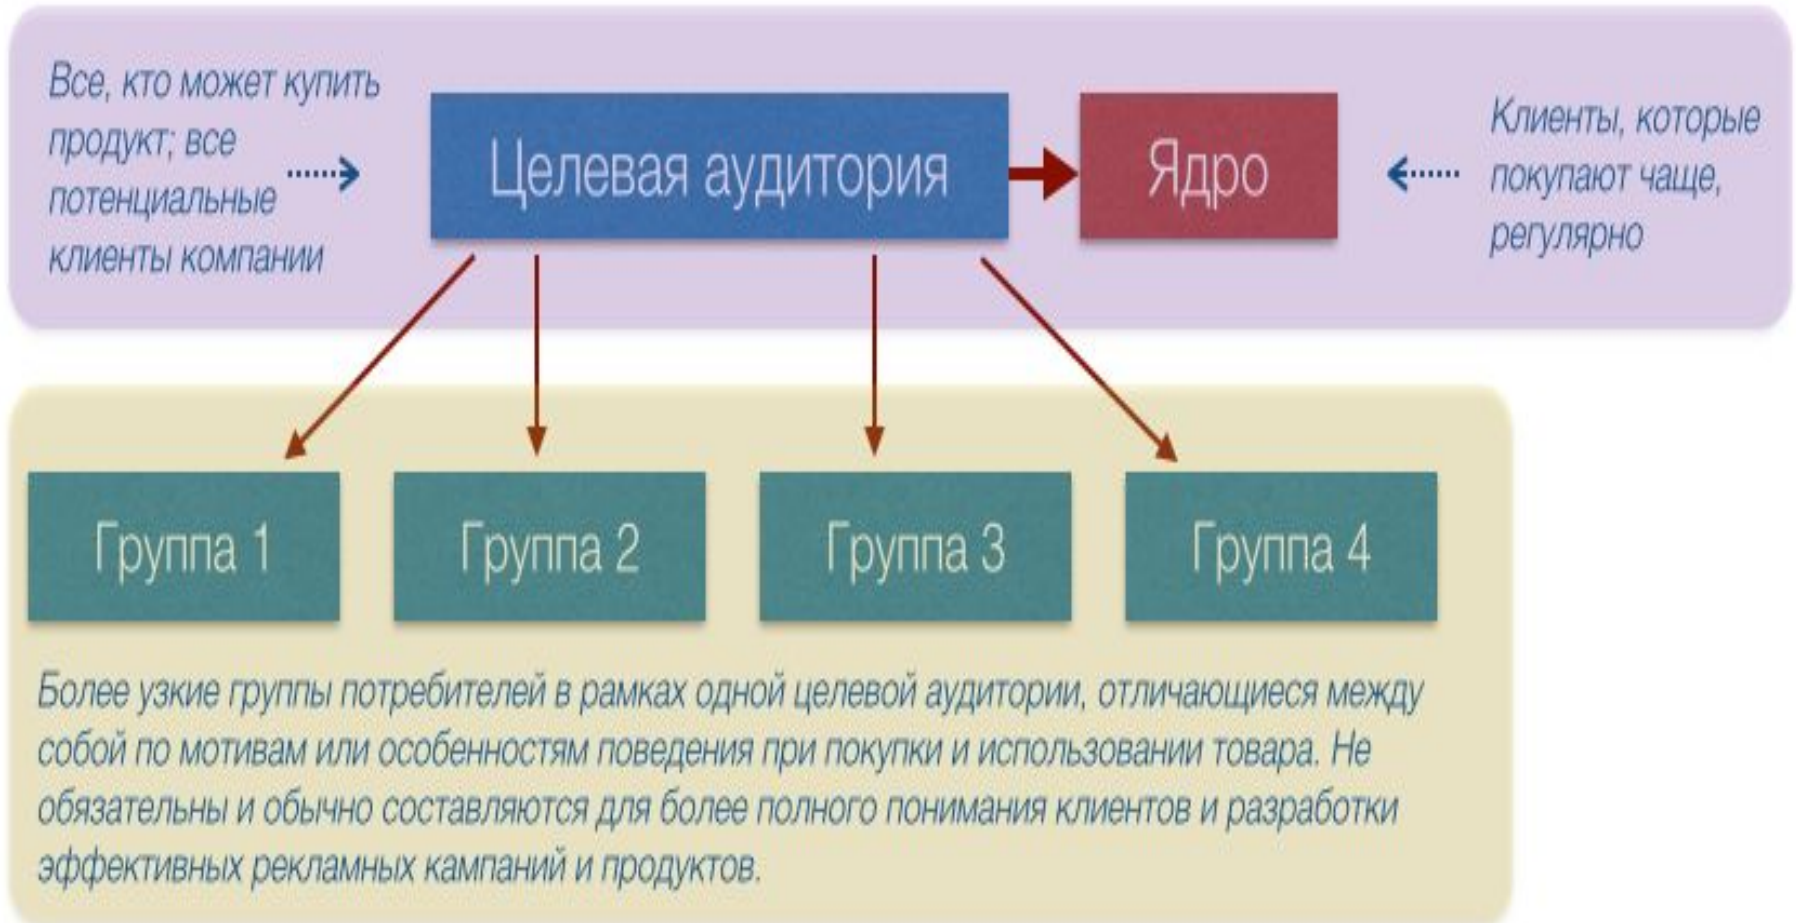 Все, кто может купить
продукт; все
потенциальные
клиенты компании
Целевая аудитория
Ядро
Клиенты, которые
покупают чаще,
регулярно
Группа 1
Группа 2
Группа 3
Группа 4
Более узкие группы потребителей в рамках одной целевой аудитории, отличающиеся между
собой по мотивам или особенностям поведения при покупки и использовании товара. Не
обязательны и обычно составляются для более полного понимания клиентов и разработки
эффективных рекламных кампаний и продуктов.